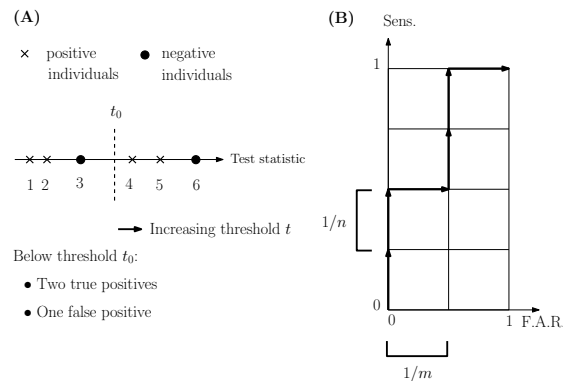 (A)
× positive individuals
● negative individuals
t₀
Test statistic
1 2 3 4 5 6
Increasing threshold t
Below threshold t₀:
● Two true positives
● One false positive
(B)
Sens.
1
1/n
0
0 1 F.A.R.
1/m